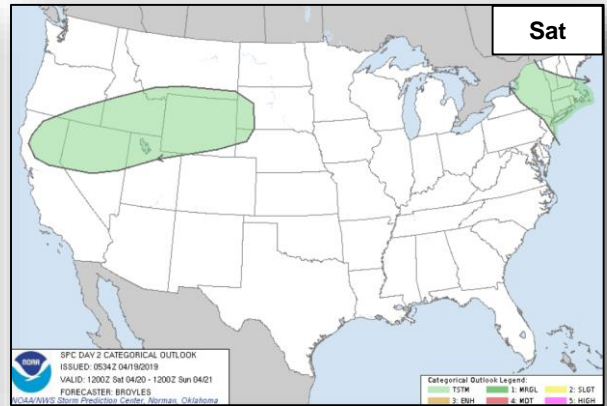 Sat
NOAA
SPC DAY 2 CATEGORICAL OUTLOOK
ISSUED: 0534Z 04/19/2019
VALID: 1200Z Sat 04/20 - 1200Z Sun 04/21
FORECASTER: BROYLES
NOAA/NWS Storm Prediction Center, Norman, Oklahoma
Categorical Outlook Legend:
TSTM 1: MRGL 2: SLGT
3: ENH 4: MDT 5: HIGH